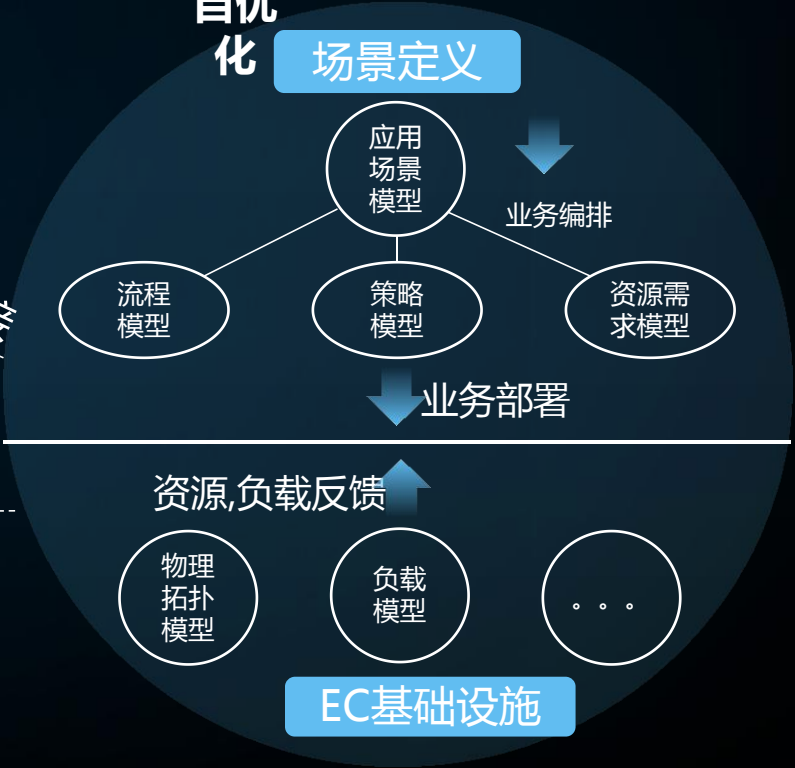 自优
化
场景定义
应用
场景
模型
业务编排
流程
模型
策略
模型
资源需
求模型
业务部署
资源,负载反馈
物理
拓扑
模型
负载
模型
。。。
EC基础设施